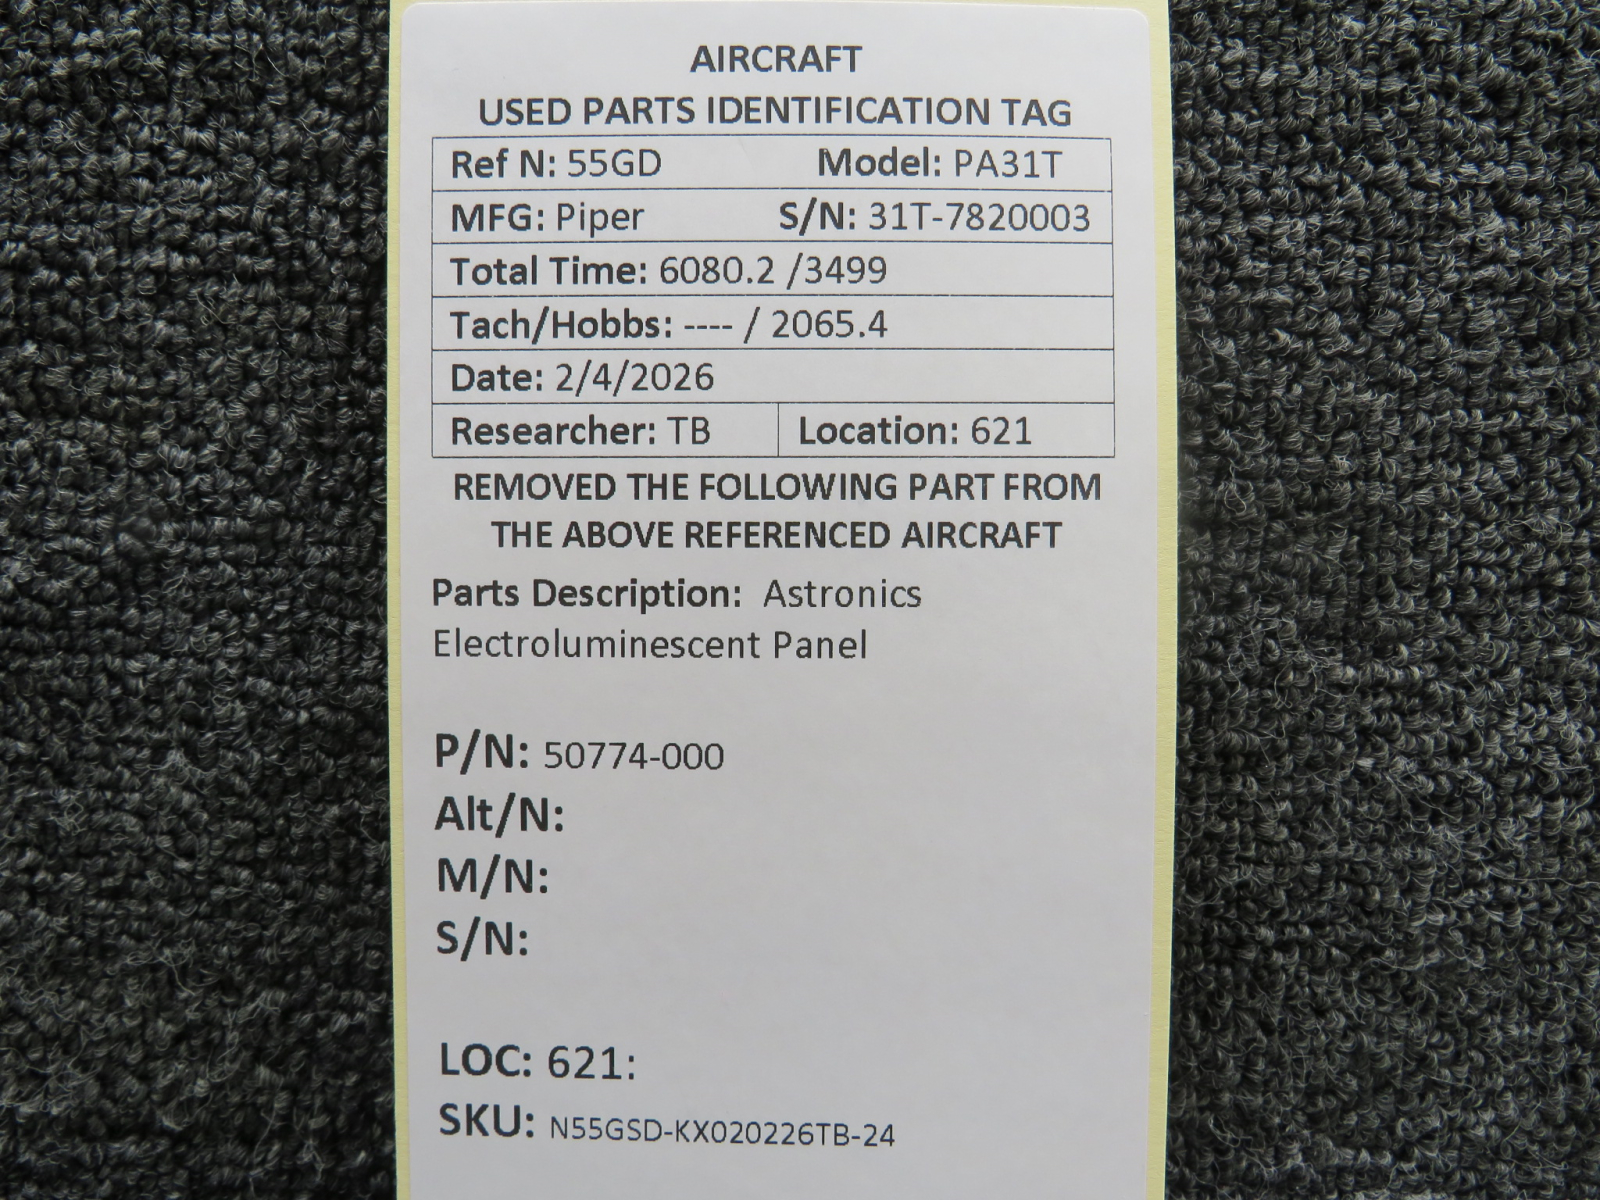 AIRCRAFT
USED PARTS IDENTIFICATION TAG
Ref N: 55GD Model: PA31T
MFG: Piper S/N: 31T-7820003
Total Time: 6080.2 /3499
Tach/Hobbs: ---- / 2065.4
Date: 2/4/2026
Researcher: TB Location: 621
REMOVED THE FOLLOWING PART FROM
THE ABOVE REFERENCED AIRCRAFT
Parts Description: Astronics
Electroluminescent Panel
P/N: 50774-000
Alt/N:
M/N:
S/N:
LOC: 621:
SKU: N55GSD-KX020226TB-24